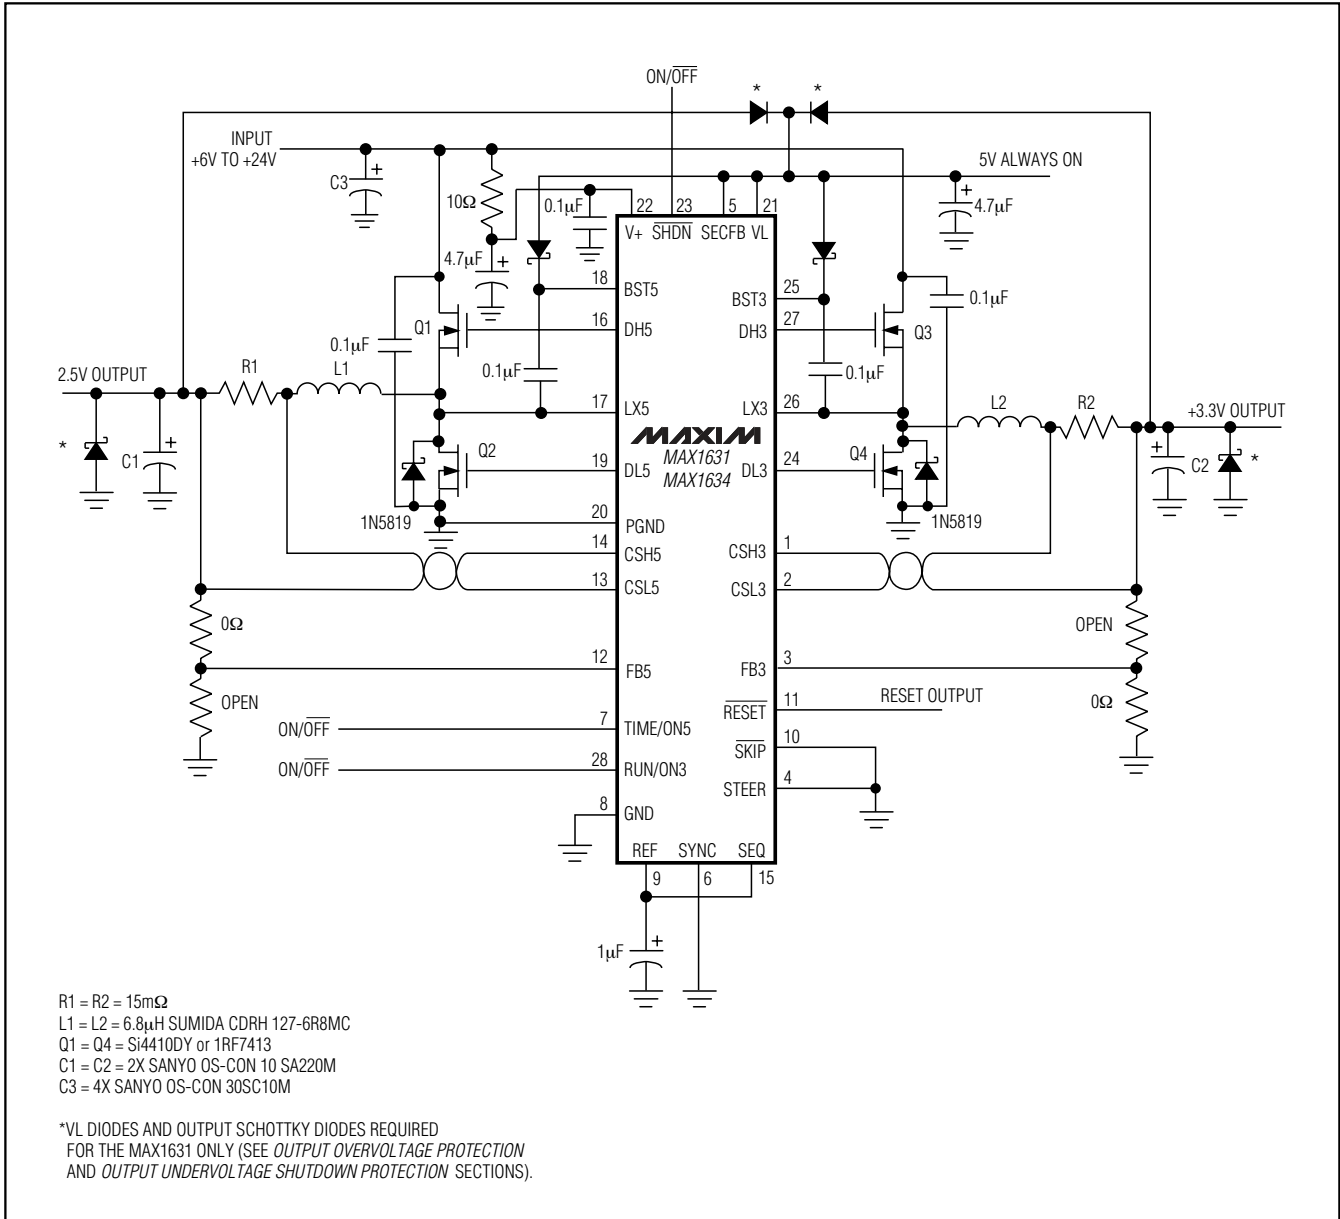 ON/OFF
*
*
INPUT
+6V TO +24V
5V ALWAYS ON
C3
+
10Ω
0.1μF
22
23
5
21
+
4.7μF
V+
SHDN
SECFB
VL
4.7μF
+
18
BST5
BST3
25
0.1μF
Q1
16
DH5
DH3
27
Q3
0.1μF
2.5V OUTPUT
R1
L1
0.1μF
0.1μF
17
LX5
LX3
26
L2
R2
+3.3V OUTPUT
MAXIM
MAX1631
MAX1634
*
C1
+
Q2
19
DL5
DL3
24
Q4
+
C2
*
1N5819
20
PGND
1N5819
14
CSH5
CSH3
1
13
CSL5
CSL3
2
0Ω
OPEN
12
FB5
FB3
3
OPEN
RESET
11
RESET OUTPUT
0Ω
ON/OFF
7
TIME/ON5
SKIP
10
ON/OFF
28
RUN/ON3
STEER
4
8
GND
REF
SYNC
SEQ
9
6
15
1μF
+
R1 = R2 = 15mΩ
L1 = L2 = 6.8μH SUMIDA CDRH 127-6R8MC
Q1 = Q4 = Si4410DY or 1RF7413
C1 = C2 = 2X SANYO OS-CON 10 SA220M
C3 = 4X SANYO OS-CON 30SC10M
*VL DIODES AND OUTPUT SCHOTTKY DIODES REQUIRED
FOR THE MAX1631 ONLY (SEE OUTPUT OVERVOLTAGE PROTECTION
AND OUTPUT UNDERVOLTAGE SHUTDOWN PROTECTION SECTIONS).